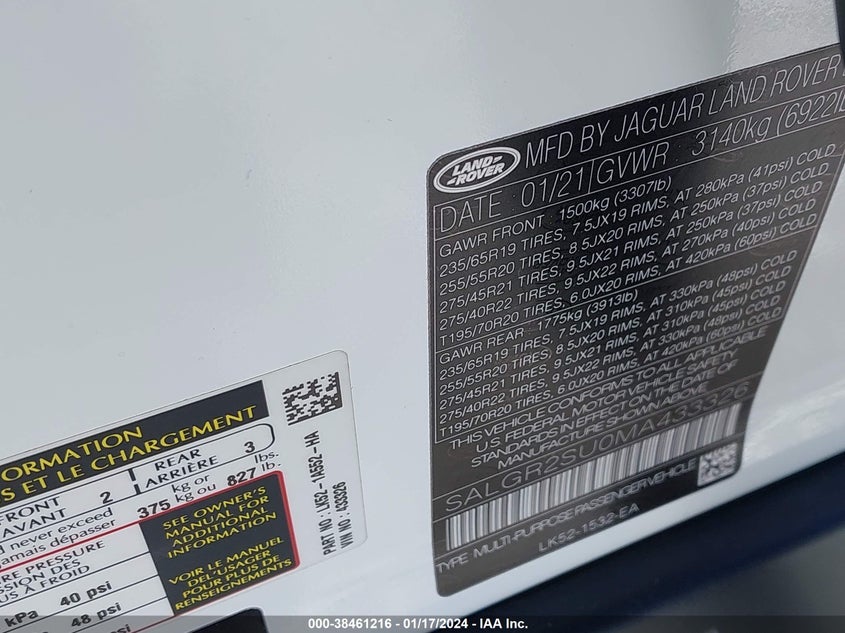 LAND
ROVER
MFD BY JAGUAR LAND ROVER
DATE : 01/21 GVWR : 3140kg (6922lb
GAWR FRONT : 1500kg (3307lb)
235/65R19 TIRES, 7.5JX19 RIMS, AT 280kPa (41psi) COLD
255/55R20 TIRES, 8.5JX20 RIMS, AT 250kPa (37psi) COLD
275/45R21 TIRES, 9.5JX21 RIMS, AT 250kPa (37psi) COLD
275/40R22 TIRES, 9.5JX22 RIMS, AT 270kPa (40psi) COLD
T195/70R20 TIRES, 6.0JX20 RIMS, AT 420kPa (60psi) COLD
GAWR REAR : 1775kg (3913lb)
235/65R19 TIRES, 7.5JX19 RIMS, AT 330kPa (48psi) COLD
255/55R20 TIRES, 8.5JX20 RIMS, AT 310kPa (45psi) COLD
275/45R21 TIRES, 9.5JX21 RIMS, AT 310kPa (45psi) COLD
275/40R22 TIRES, 9.5JX22 RIMS, AT 330kPa (48psi) COLD
T195/70R20 TIRES, 6.0JX20 RIMS, AT 420kPa (60psi) COLD
THIS VEHICLE CONFORMS TO ALL APPLICABLE
U.S. FEDERAL MOTOR VEHICLE SAFETY
STANDARDS IN EFFECT ON THE DATE OF
MANUFACTURE SHOWN ABOVE.
SALGR2SU0MA433326
TYPE MULTI-PURPOSE PASSENGER VEHICLE
LK52-1532-EA
FORMATION
S ET LE CHARGEMENT
FRONT
AVANT
2
REAR
ARRIÈRE
3
never exceed
jamais dépasser
375
kg or
kg ou
827
lbs.
lb.
RE PRESSURE
SSION DES
S À FROID
SEE OWNER'S
MANUAL FOR
ADDITIONAL
INFORMATION
VOIR LE MANUEL
DE L'USAGER
POUR PLUS DE
RENSEIGNEMENTS
kPa, 40 psi
48 psi
PART NO : LK52-1A552-HA
VIN : 433326
000-38461216 - 01/17/2024 - IAA Inc.